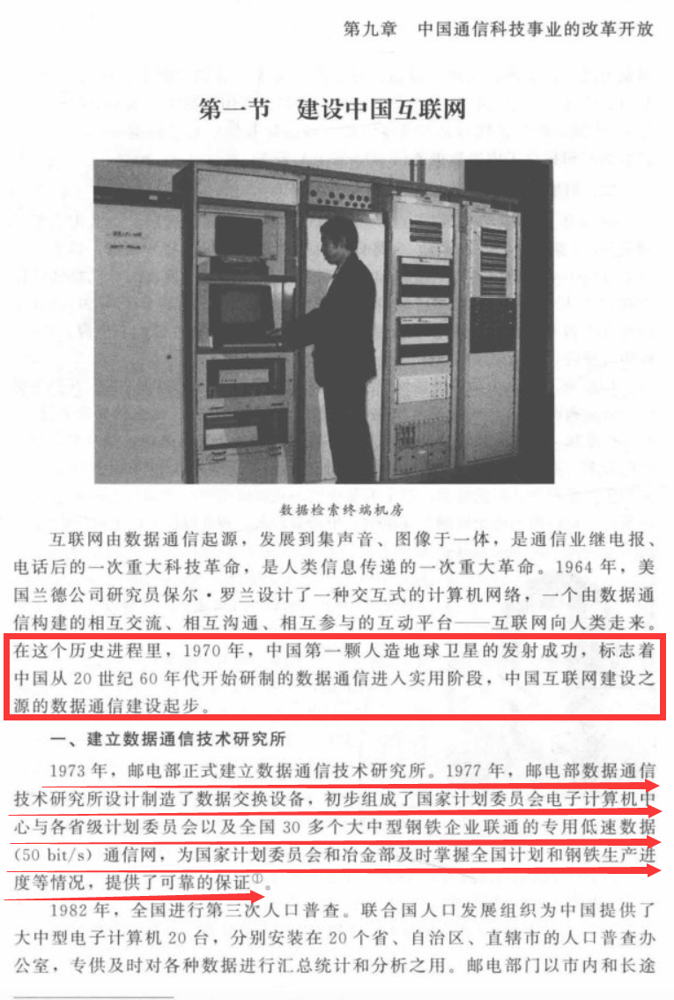 第九章 中国通信科技事业的改革开放
第一节 建设中国互联网
数据检索终端机房
互联网由数据通信起源，发展到集声音、图像于一体，是通信业继电报、
电话后的一次重大科技革命，是人类信息传递的一次重大革命。1964 年，美
国兰德公司研究员保尔·罗兰设计了一种交互式的计算机网络，一个由数据通
信构建的相互交流、相互沟通、相互参与的互动平台——互联网向人类走来。
在这个历史进程里，1970 年，中国第一颗人造地球卫星的发射成功，标志着
中国从 20 世纪 60 年代开始研制的数据通信进入实用阶段，中国互联网建设之
源的数据通信建设起步。
一、建立数据通信技术研究所
1973 年，邮电部正式建立数据通信技术研究所。1977 年，邮电部数据通信
技术研究所设计制造了数据交换设备，初步组成了国家计划委员会电子计算机中
心与各省级计划委员会以及全国 30 多个大中型钢铁企业联通的专用低速数据
（50 bit/s）通信网，为国家计划委员会和冶金部及时掌握全国计划和钢铁生产进
度等情况，提供了可靠的保证①。
1982 年，全国进行第三次人口普查。联合国人口发展组织为中国提供了
大中型电子计算机 20 台，分别安装在 20 个省、自治区、直辖市的人口普查办
公室，专供及时对各种数据进行汇总统计和分析之用。邮电部门以市内和长途